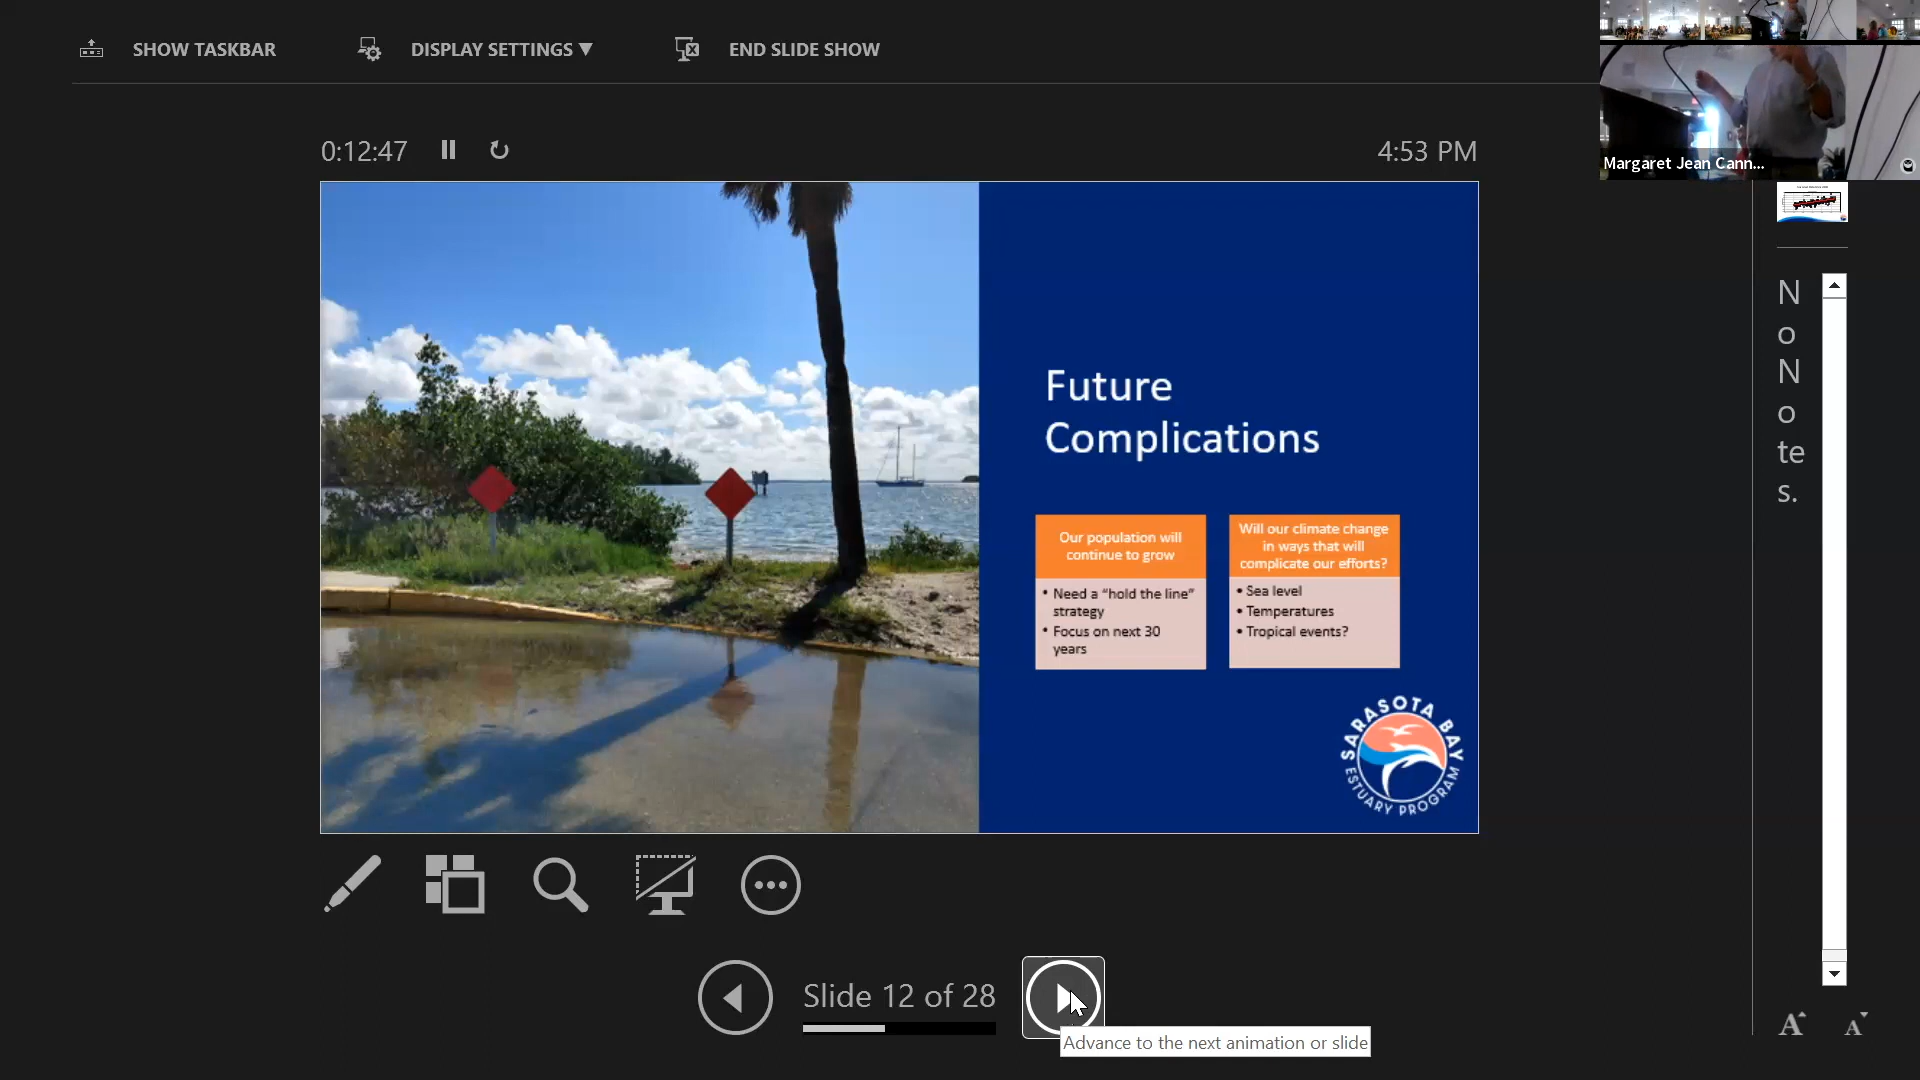 SHOW TASKBAR
DISPLAY SETTINGS ▼
END SLIDE SHOW
Margaret Jean Cann...
0:12:47
4:53 PM
Future
Complications
Our population will
continue to grow
• Need a “hold the line”
strategy
• Focus on next 30
years
Will our climate change
in ways that will
complicate our efforts?
• Sea level
• Temperatures
• Tropical events?
SARASOTA BAY
ESTUARY PROGRAM
N
o
N
o
te
s.
Slide 12 of 28
Advance to the next animation or slide
A
A